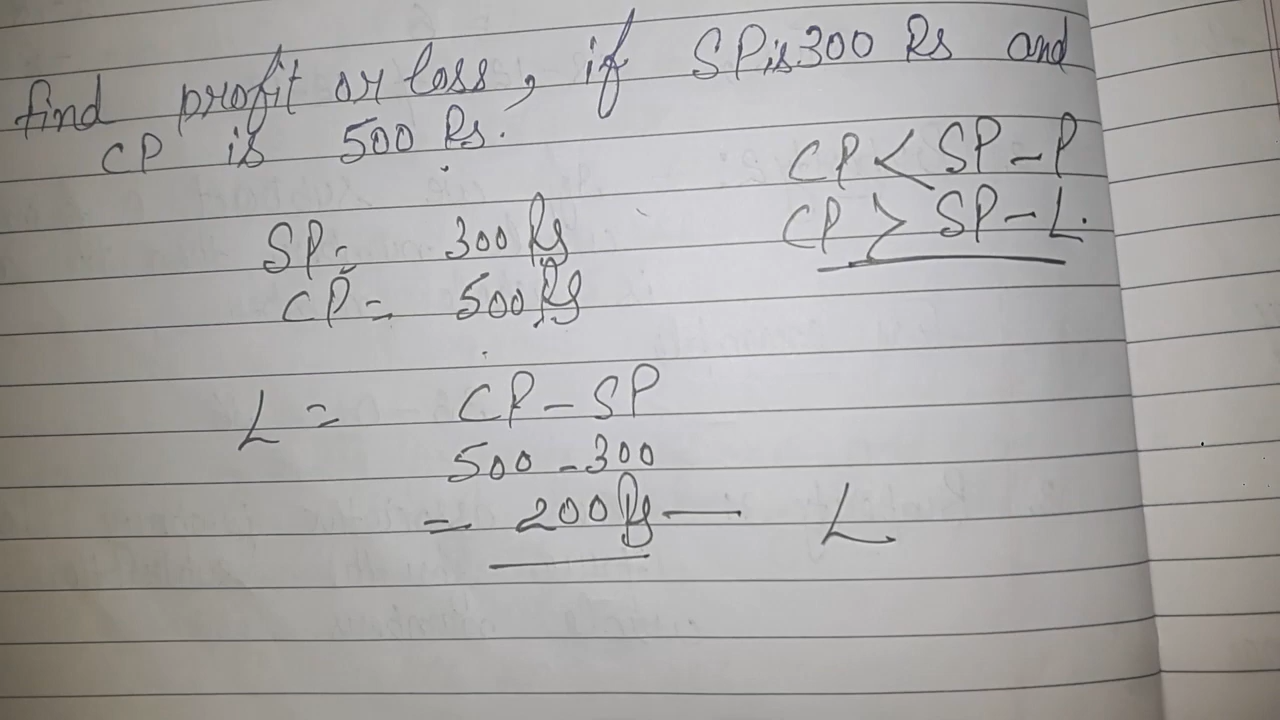 find profit or loss, if SP is 300 Rs and
CP is 500 Rs.
CP < SP - P
CP > SP - L.
SP = 300 Rs
CP = 500 Rs
L = CP - SP
500 - 300
= 200 Rs — L